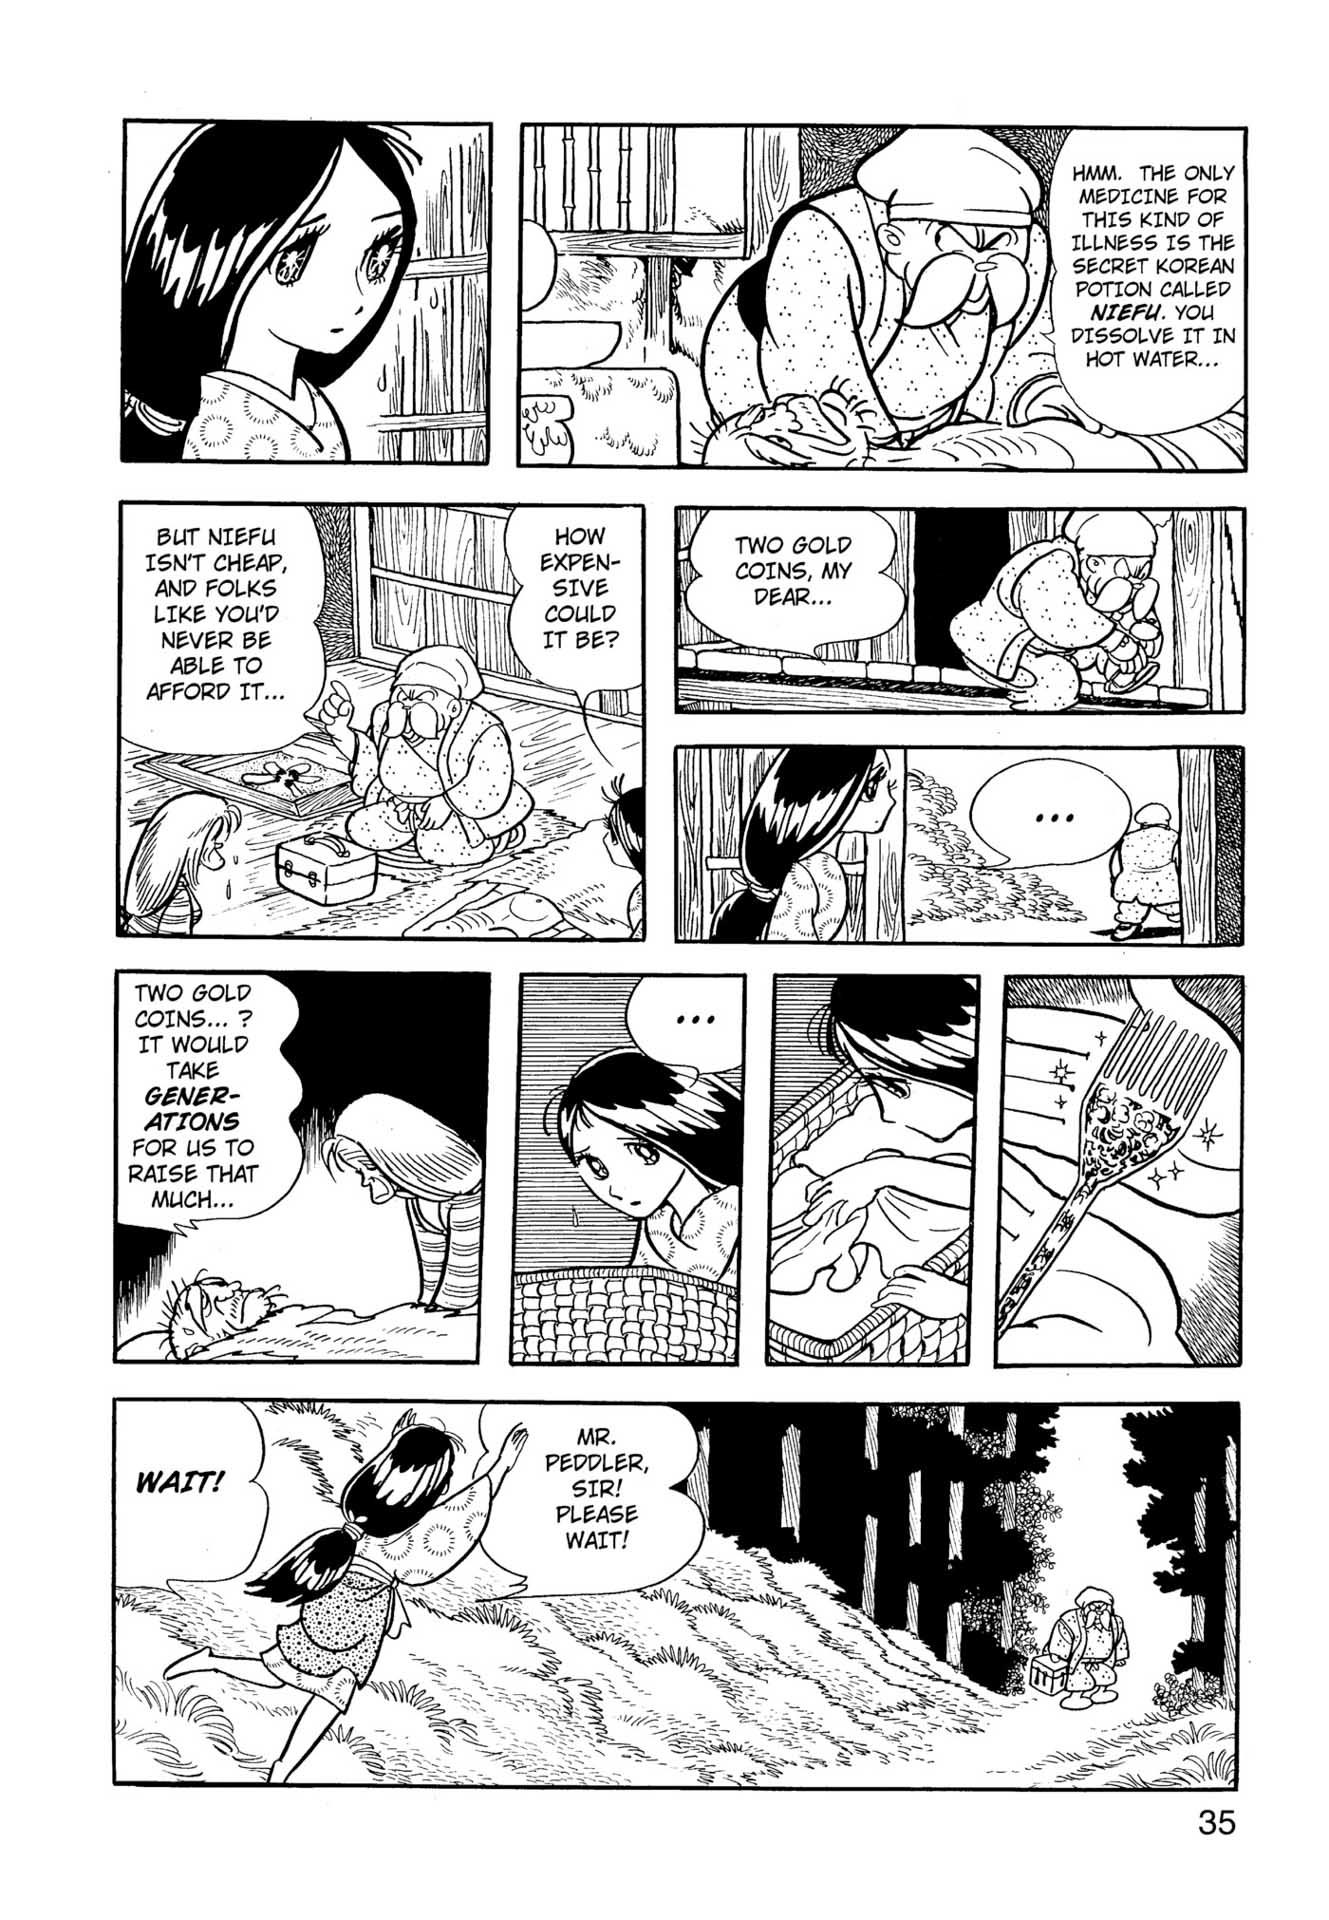 HMM. THE ONLY
MEDICINE FOR
THIS KIND OF
ILLNESS IS THE
SECRET KOREAN
POTION CALLED
NIEFU. YOU
DISSOLVE IT IN
HOT WATER...
BUT NIEFU
ISN'T CHEAP,
AND FOLKS
LIKE YOU'D
NEVER BE
ABLE TO
AFFORD IT...
HOW
EXPEN-
SIVE
COULD
IT BE?
TWO GOLD
COINS, MY
DEAR...
...
TWO GOLD
COINS... ?
IT WOULD
TAKE
GENER-
ATIONS
FOR US TO
RAISE THAT
MUCH...
...
WAIT!
MR.
PEDDLER,
SIR!
PLEASE
WAIT!
35